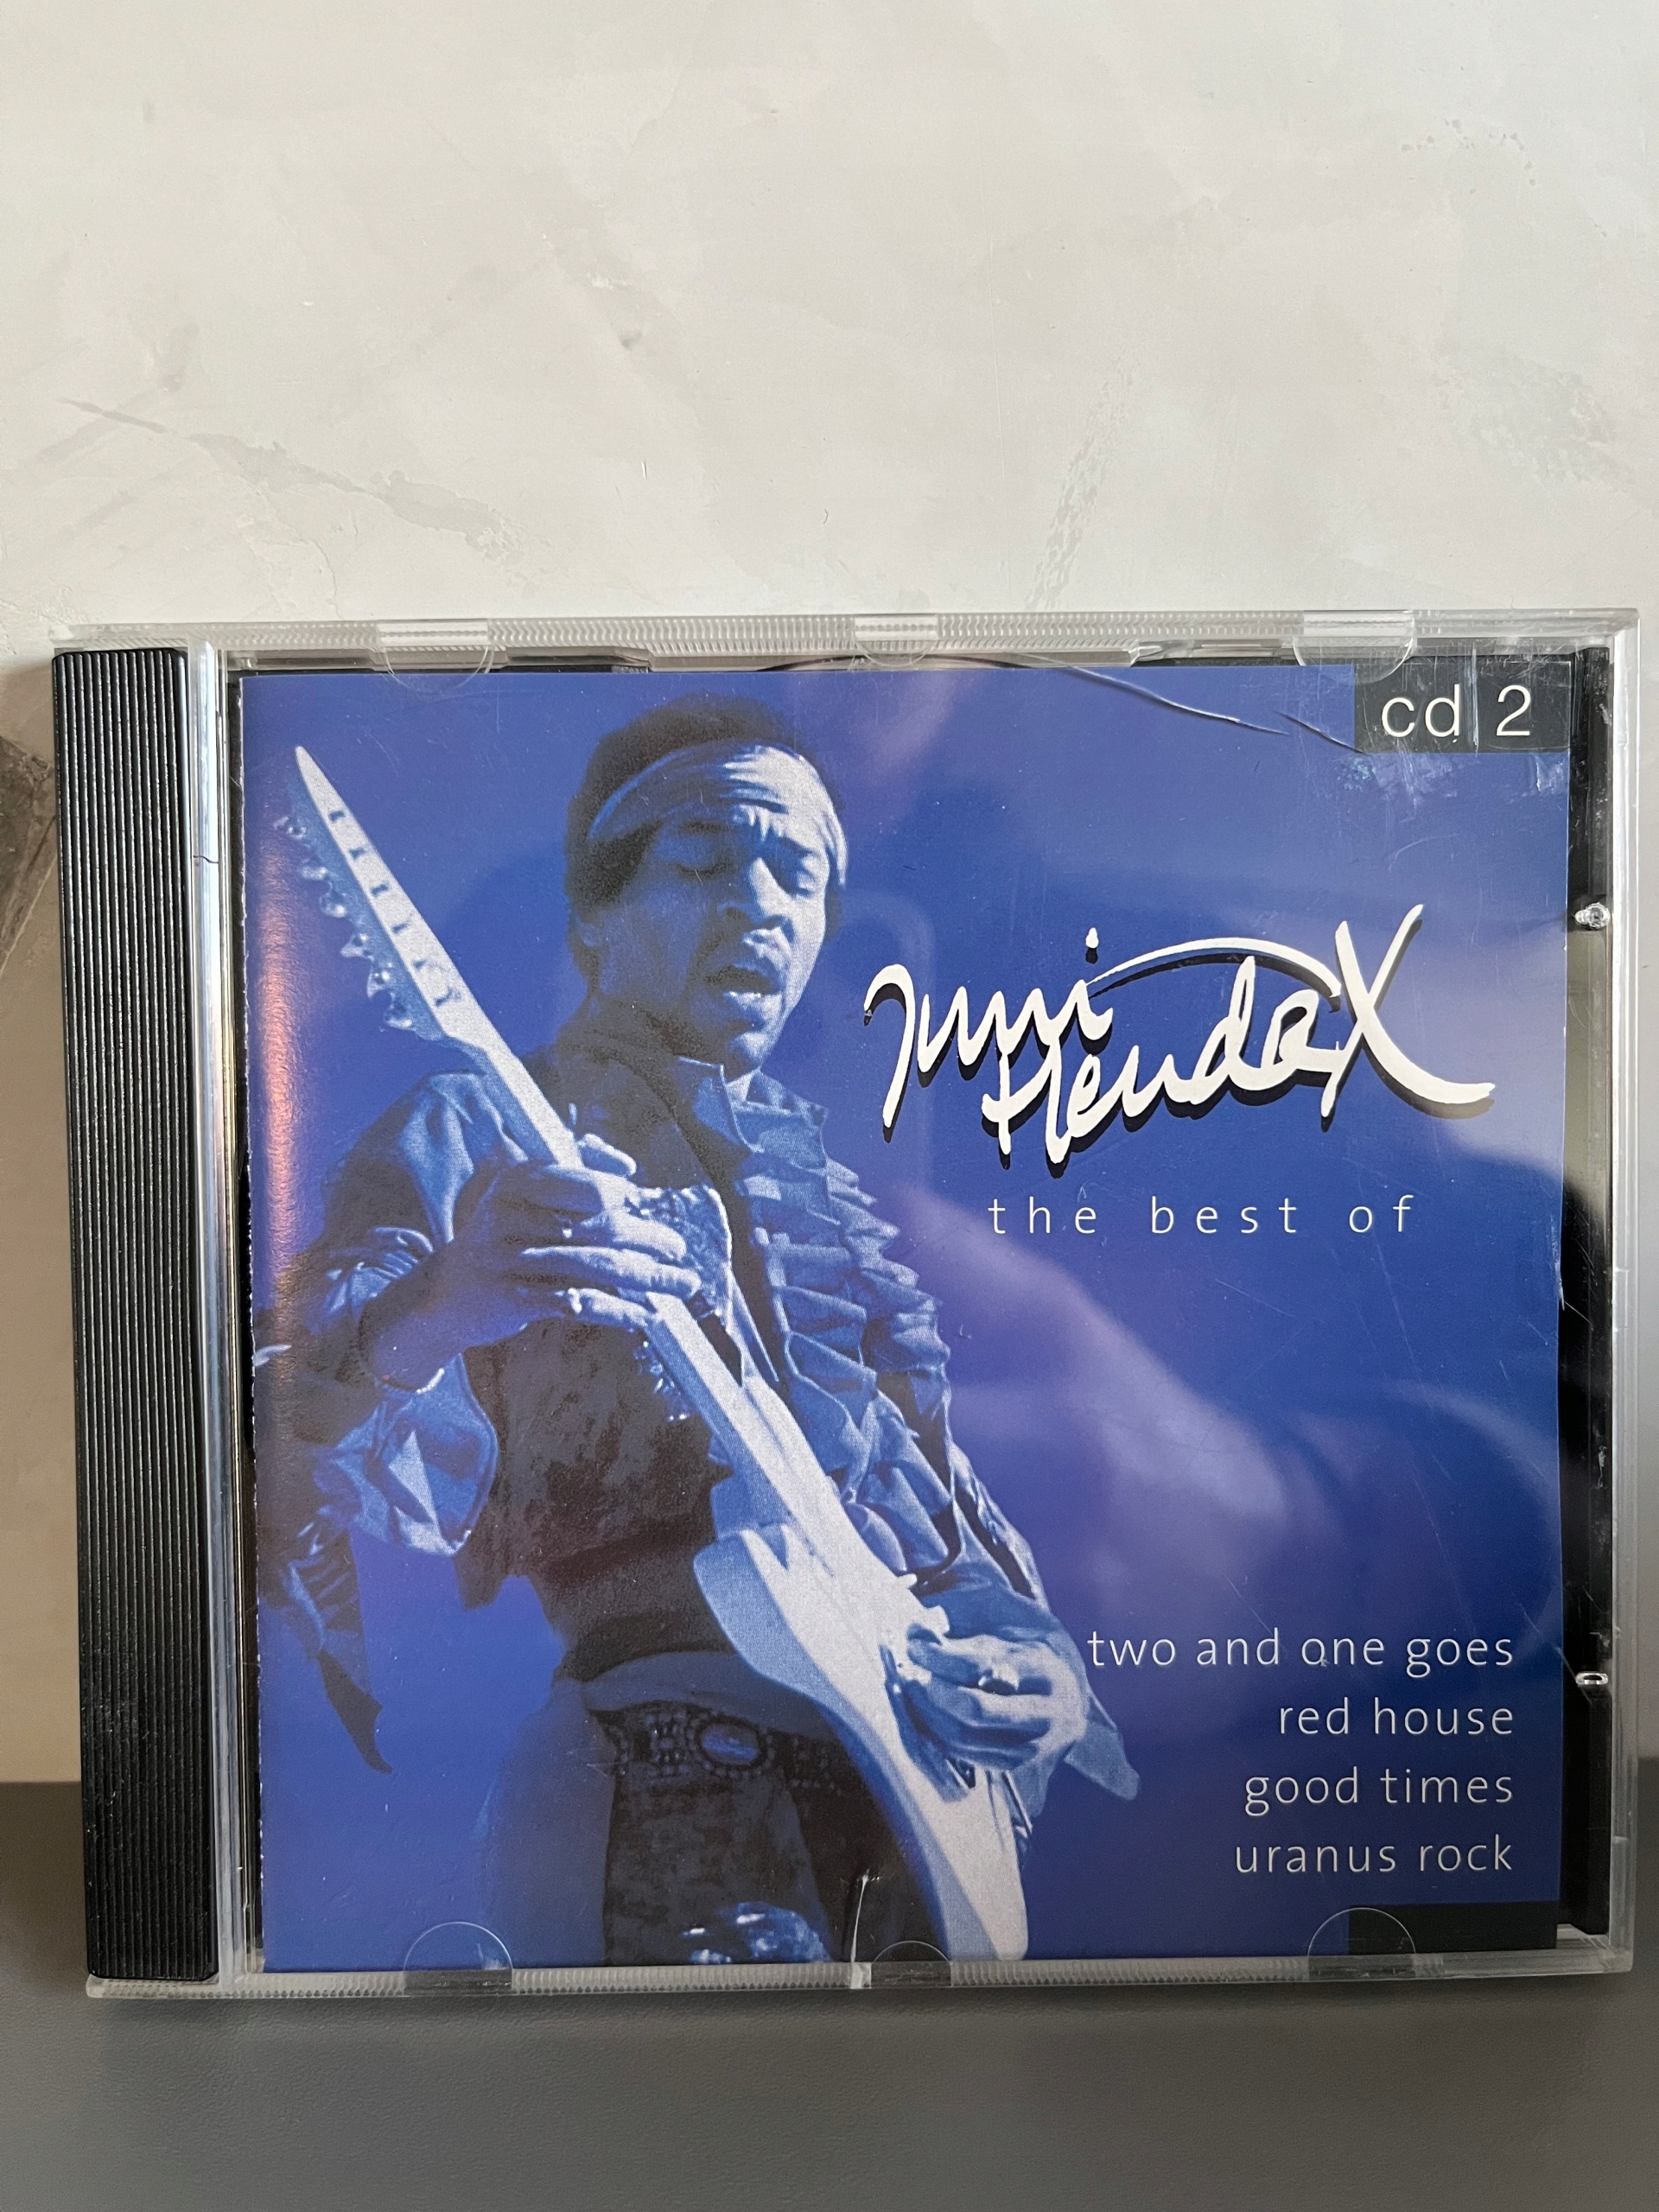 cd 2
Jimi
Hendrix
the best of
two and one goes
red house
good times
uranus rock